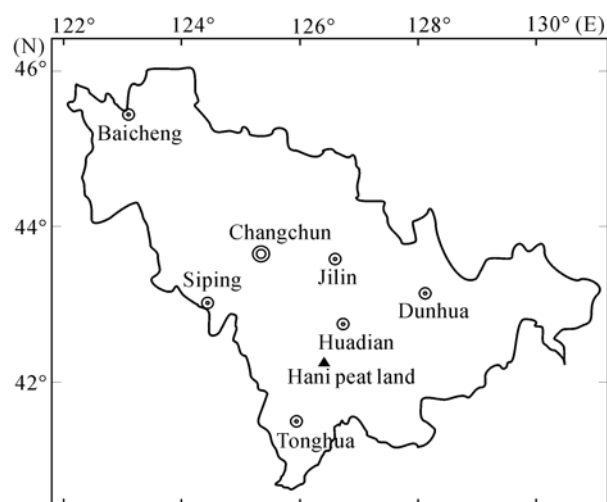 122° 124° 126° 128° 130° (E)
(N)
46°
Baicheng
44°
Changchun
Siping
Jilin
Dunhua
Huadian
42°
Hani peat land
Tonghua